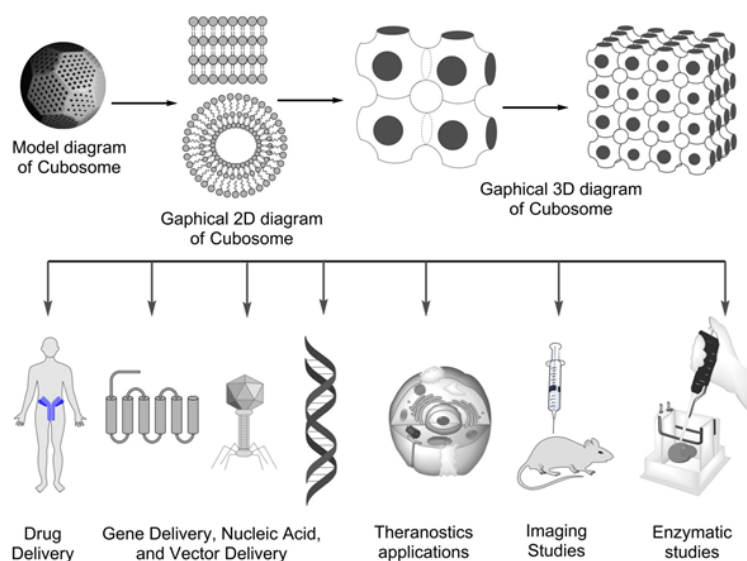 Model diagram
of Cubosome
Gaphical 2D diagram
of Cubosome
Gaphical 3D diagram
of Cubosome
Drug
Delivery
Gene Delivery, Nucleic Acid,
and Vector Delivery
Theranostics
applications
Imaging
Studies
Enzymatic
studies